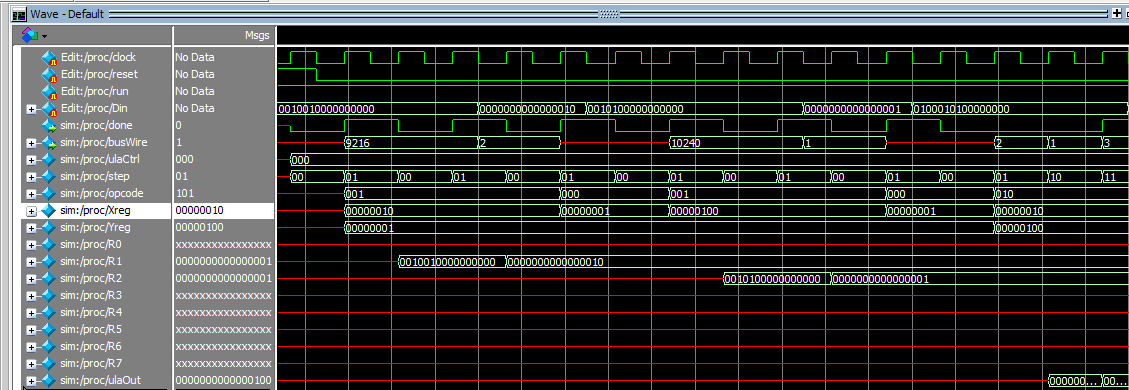 Wave - Default
Msgs
Edit:/proc/clock No Data
Edit:/proc/reset No Data
Edit:/proc/run No Data
Edit:/proc/Din No Data 0010010000000000 0000000000000010 0010100000000000 0000000000000001 0100010100000000
sim:/proc/done 0
sim:/proc/busWire 1 9216 2 10240 1 2 1 3
sim:/proc/ulaCtrl 000 000
sim:/proc/step 01 00 01 00 01 00 01 00 01 00 01 00 01 00 01 10 11
sim:/proc/opcode 101 001 000 001 000 010
sim:/proc/Xreg 00000010 00000010 00000001 00000100 00000001 00000010
sim:/proc/Yreg 00000100 00000001 00000100
sim:/proc/R0 xxxxxxxxxxxxxxxx
sim:/proc/R1 0000000000000001 0010010000000000 0000000000000010
sim:/proc/R2 0000000000000001 0010100000000000 0000000000000001
sim:/proc/R3 xxxxxxxxxxxxxxxx
sim:/proc/R4 xxxxxxxxxxxxxxxx
sim:/proc/R5 xxxxxxxxxxxxxxxx
sim:/proc/R6 xxxxxxxxxxxxxxxx
sim:/proc/R7 xxxxxxxxxxxxxxxx
sim:/proc/ulaOut 0000000000000100 000000... 00...